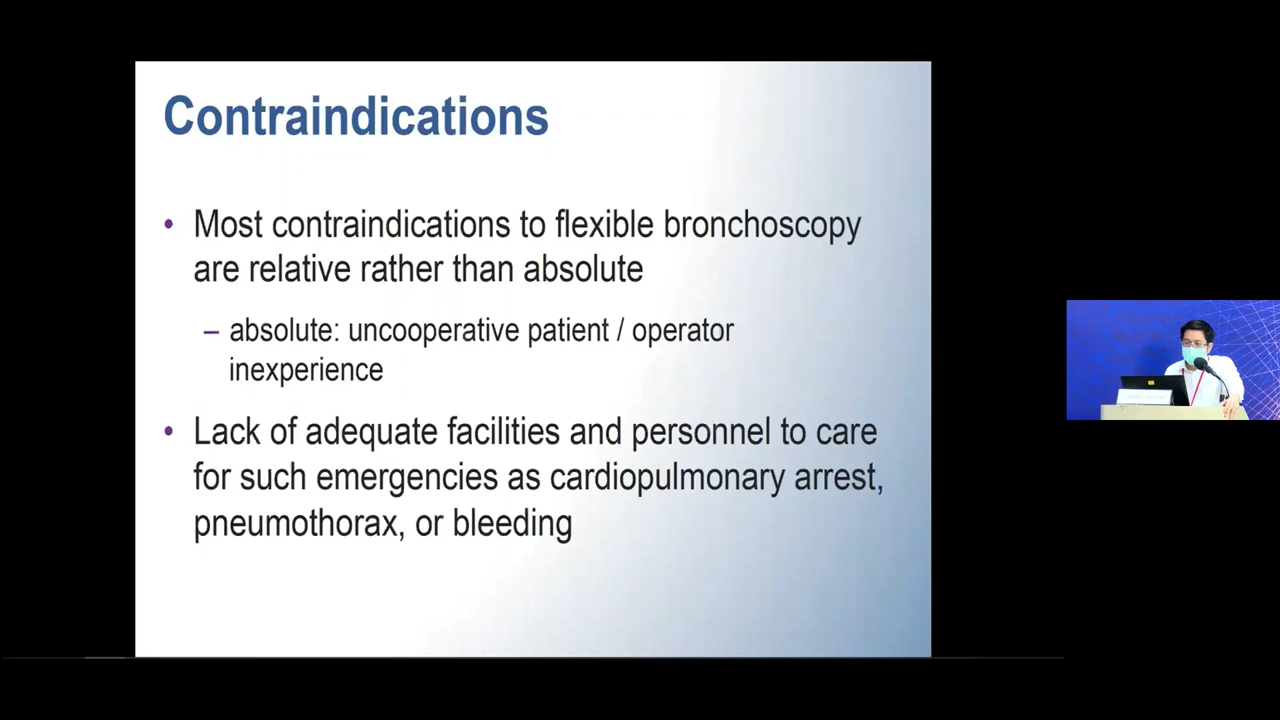 Contraindications
• Most contraindications to flexible bronchoscopy
are relative rather than absolute
– absolute: uncooperative patient / operator
inexperience
• Lack of adequate facilities and personnel to care
for such emergencies as cardiopulmonary arrest,
pneumothorax, or bleeding